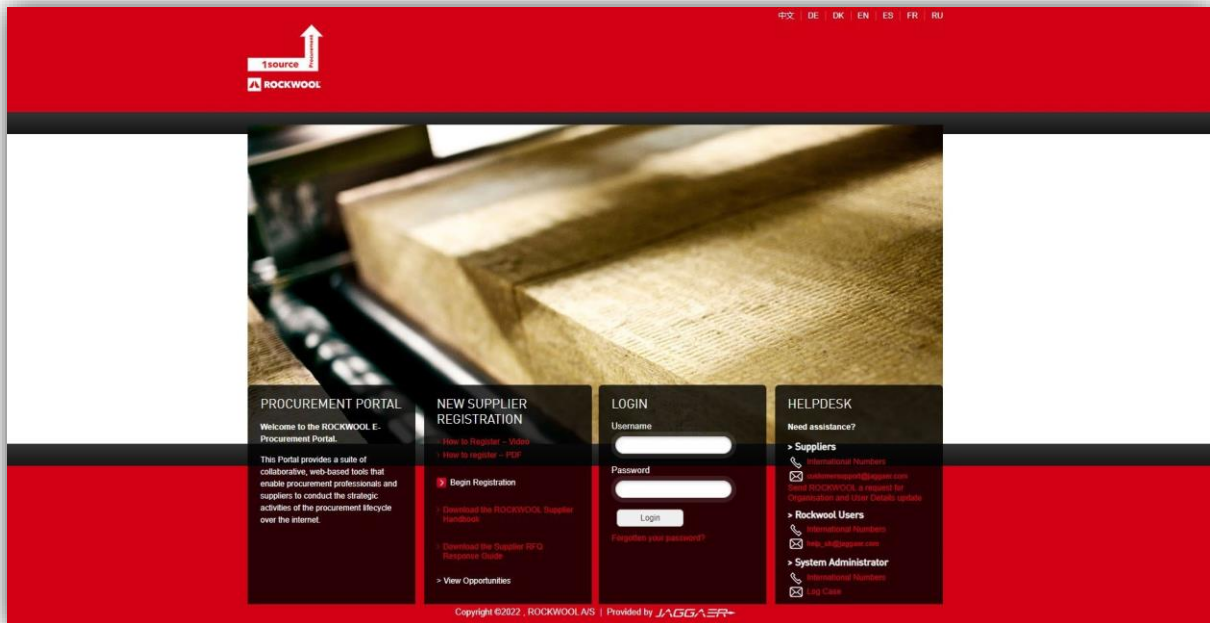 中文 | DE | DK | EN | ES | FR | RU
1source
Procurement
ROCKWOOL
PROCUREMENT PORTAL
Welcome to the ROCKWOOL E-
Procurement Portal.
This Portal provides a suite of
collaborative, web-based tools that
enable procurement professionals and
suppliers to conduct the strategic
activities of the procurement lifecycle
over the internet.
NEW SUPPLIER
REGISTRATION
> How to Register – Video
> How to register – PDF
> Begin Registration
> Download the ROCKWOOL Supplier
Handbook
> Download the Supplier RFQ
Response Guide
> View Opportunities
LOGIN
Username
Password
Login
Forgotten your password?
HELPDESK
Need assistance?
> Suppliers
International Numbers
customersupport@jaggaer.com
Send ROCKWOOL a request for
Organisation and User Details update
> Rockwool Users
International Numbers
help_uk@jaggaer.com
> System Administrator
International Numbers
Log Case
Copyright ©2022 , ROCKWOOL A/S | Provided by JAGGAER